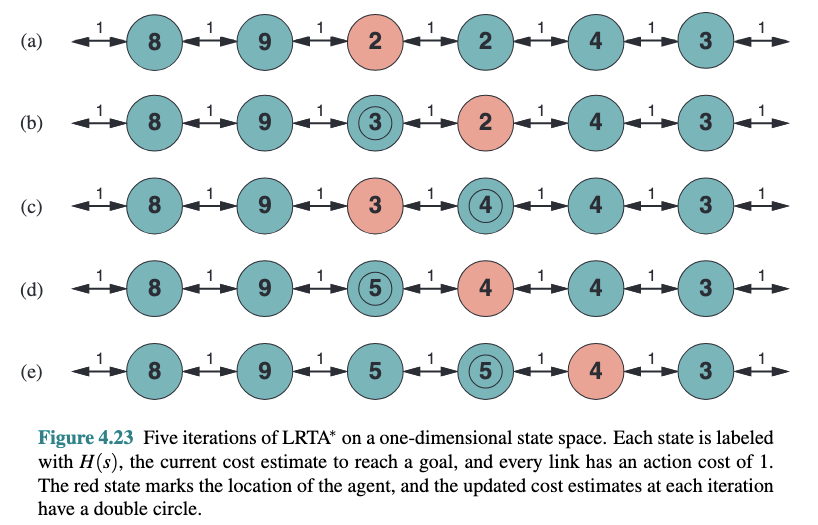 (a) 1 8 1 9 1 2 1 2 1 4 1 3 1
(b) 1 8 1 9 1 3 1 2 1 4 1 3 1
(c) 1 8 1 9 1 3 1 4 1 4 1 3 1
(d) 1 8 1 9 1 5 1 4 1 4 1 3 1
(e) 1 8 1 9 1 5 1 5 1 4 1 3 1
Figure 4.23 Five iterations of LRTA* on a one-dimensional state space. Each state is labeled
with H(s), the current cost estimate to reach a goal, and every link has an action cost of 1.
The red state marks the location of the agent, and the updated cost estimates at each iteration
have a double circle.